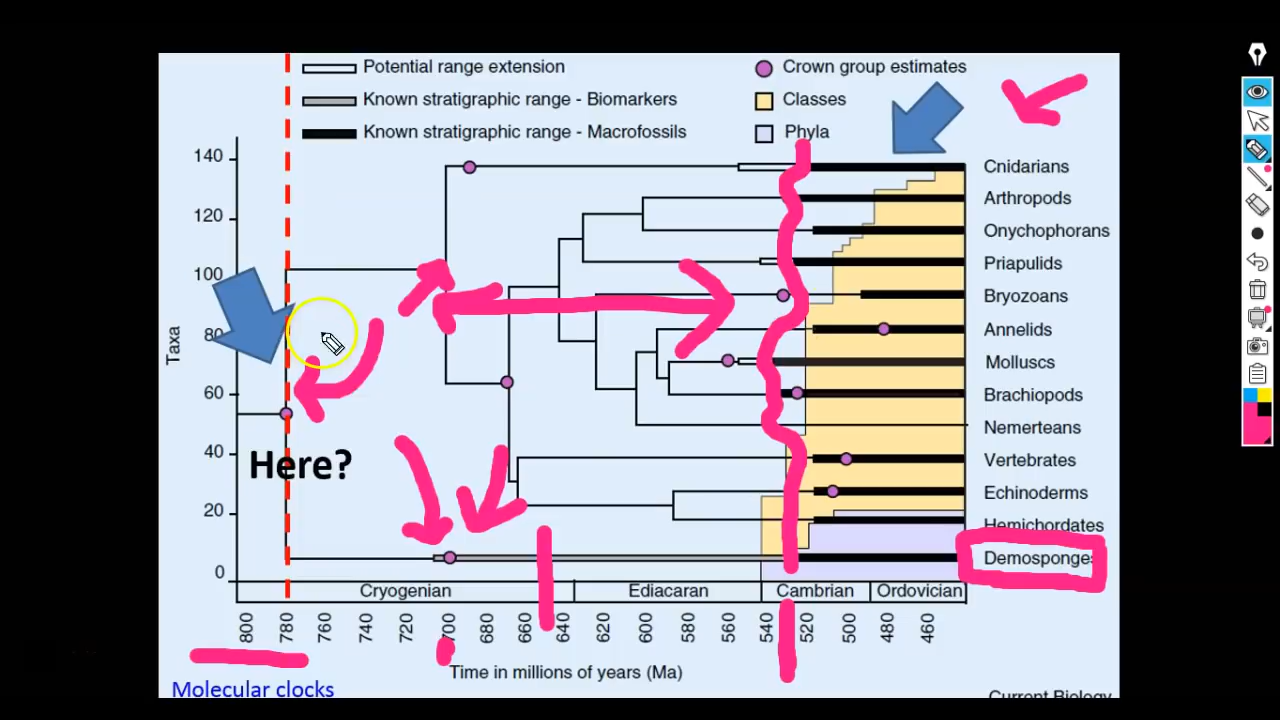 Potential range extension
Known stratigraphic range - Biomarkers
Known stratigraphic range - Macrofossils
Crown group estimates
Classes
Phyla
Taxa
140
120
100
80
60
40
20
0
Cnidarians
Arthropods
Onychophorans
Priapulids
Bryozoans
Annelids
Molluscs
Brachiopods
Nemerteans
Vertebrates
Echinoderms
Hemichordates
Demosponges
Here?
Cryogenian Ediacaran Cambrian Ordovician
800 780 760 740 720 700 680 660 640 620 600 580 560 540 520 500 480 460
Time in millions of years (Ma)
Molecular clocks
Current Biology